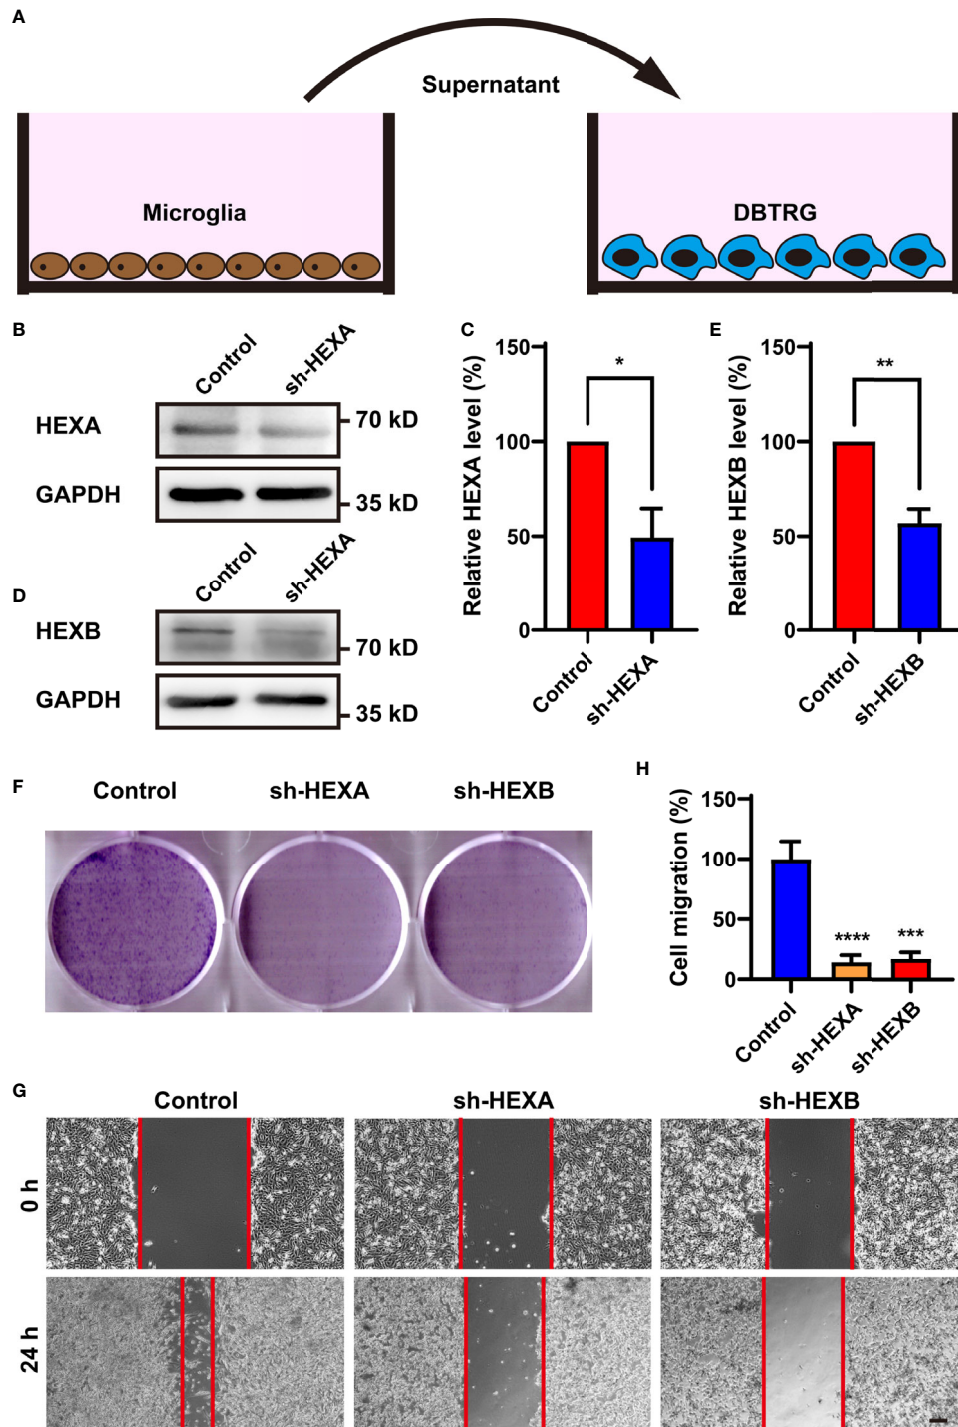 A
Supernatant
Microglia
DBTRG
B
Control
sh-HEXA
HEXA
70 kD
GAPDH
35 kD
C
150
100
50
0
Relative HEXA level (%)
*
Control
sh-HEXA
D
Control
sh-HEXA
HEXB
70 kD
GAPDH
35 kD
E
150
100
50
0
Relative HEXB level (%)
**
Control
sh-HEXB
F
Control sh-HEXA sh-HEXB
H
150
100
50
0
Cell migration (%)
**** ***
Control
sh-HEXA
sh-HEXB
G
Control sh-HEXA sh-HEXB
0 h
24 h